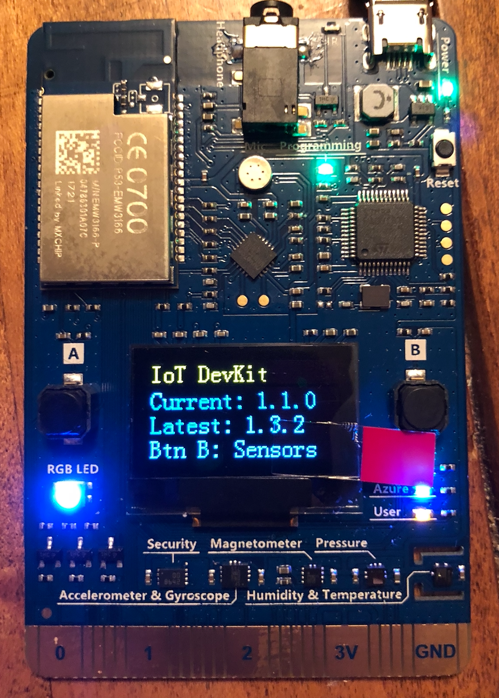 Headphone
Power
Mic
Programming
Reset
CE 0700
A
B
IoT DevKit
Current: 1.1.0
Latest: 1.3.2
Btn B: Sensors
RGB LED
Azure
User
Security
Magnetometer
Pressure
Accelerometer & Gyroscope
Humidity & Temperature
0
1
2
3V
GND